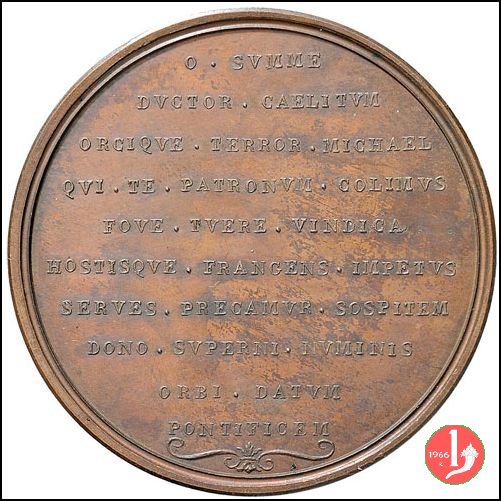 O · SVMME
DVCTOR · CAELITVM
ORCIQVE · TERROR · MICHAEL
QVI · TE · PATRONVM · COLIMVS
FOVE · TVERE · VINDICA
HOSTISQVE · FRANGENS · IMPETVS
SERVES · PRECAMVR · SOSPITEM
DONO · SVPERNI · NVMINIS
ORBI · DATVM
PONTIFICEM
1966